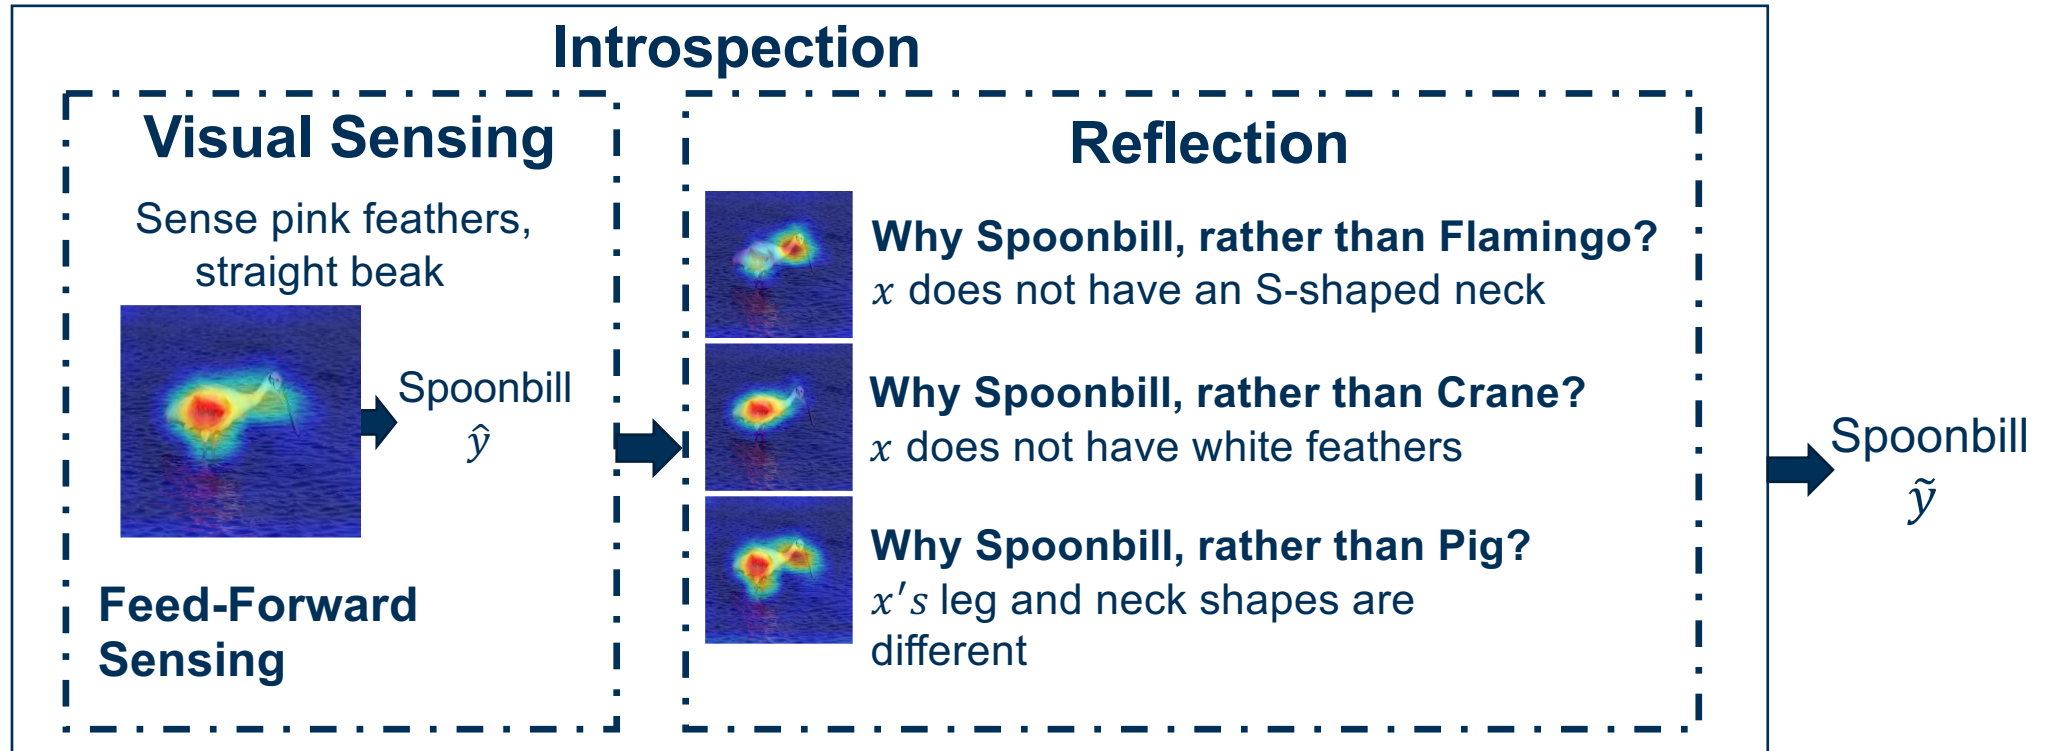 Introspection
Visual Sensing
Sense pink feathers,
straight beak
Spoonbill
ŷ
Feed-Forward
Sensing
Reflection
Why Spoonbill, rather than Flamingo?
x does not have an S-shaped neck
Why Spoonbill, rather than Crane?
x does not have white feathers
Why Spoonbill, rather than Pig?
x's leg and neck shapes are
different
Spoonbill
ỹ